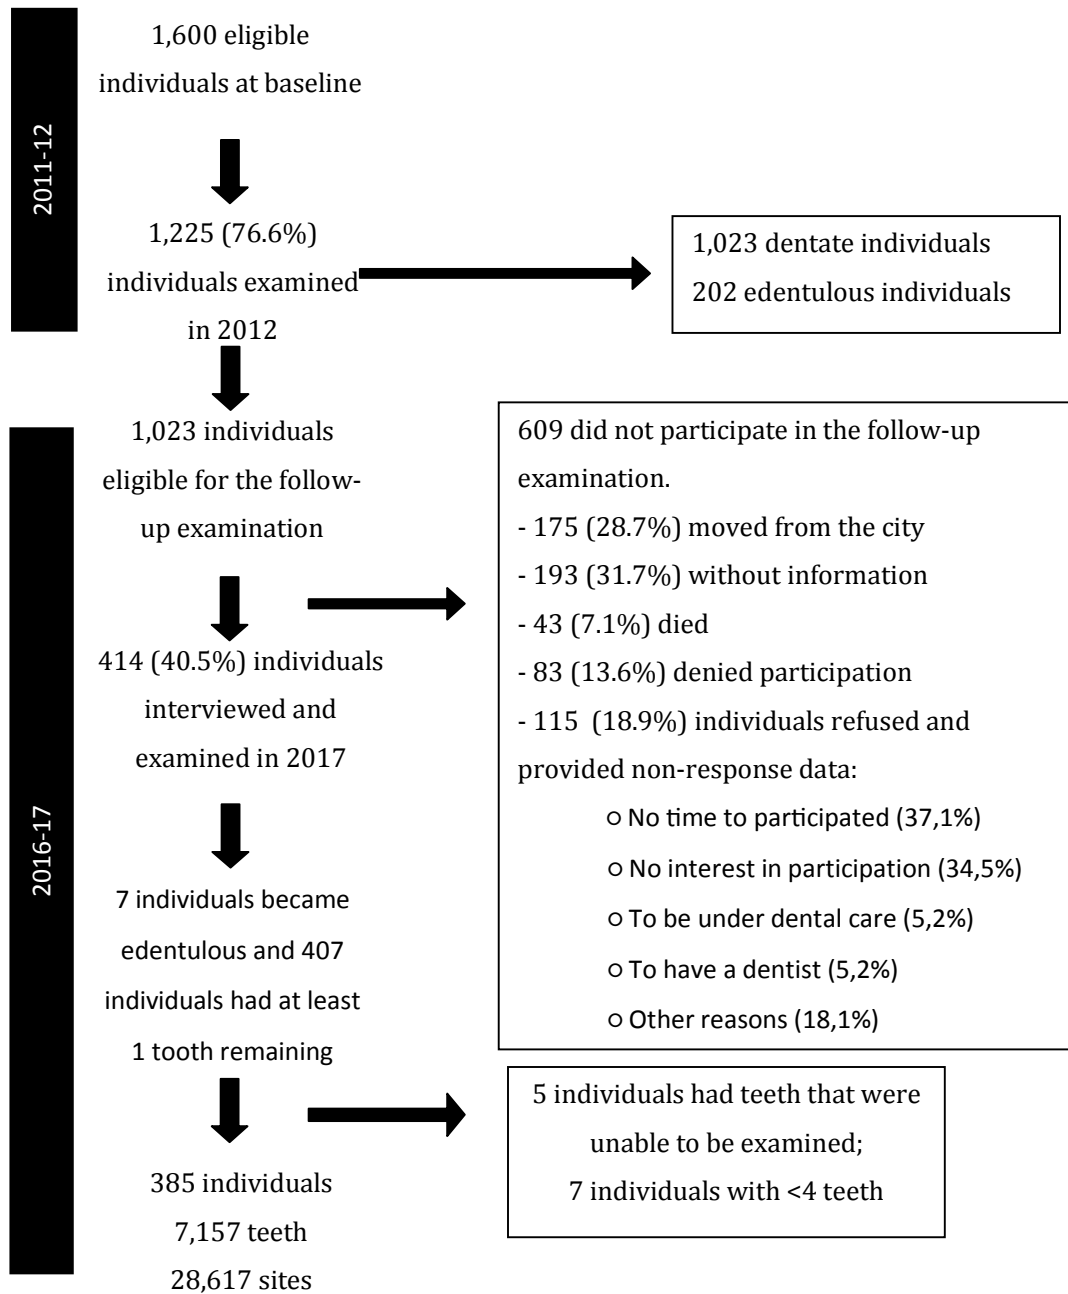 2011-12
1,600 eligible
individuals at baseline
1,225 (76.6%)
individuals examined
in 2012
1,023 dentate individuals
202 edentulous individuals
2016-17
1,023 individuals
eligible for the follow-
up examination
609 did not participate in the follow-up
examination.
- 175 (28.7%) moved from the city
- 193 (31.7%) without information
- 43 (7.1%) died
- 83 (13.6%) denied participation
- 115  (18.9%) individuals refused and
provided non-response data:
○ No time to participated (37,1%)
○ No interest in participation (34,5%)
○ To be under dental care (5,2%)
○ To have a dentist (5,2%)
○ Other reasons (18,1%)
414 (40.5%) individuals
interviewed and
examined in 2017
7 individuals became
edentulous and 407
individuals had at least
1 tooth remaining
5 individuals had teeth that were
unable to be examined;
7 individuals with <4 teeth
385 individuals
7,157 teeth
28,617 sites